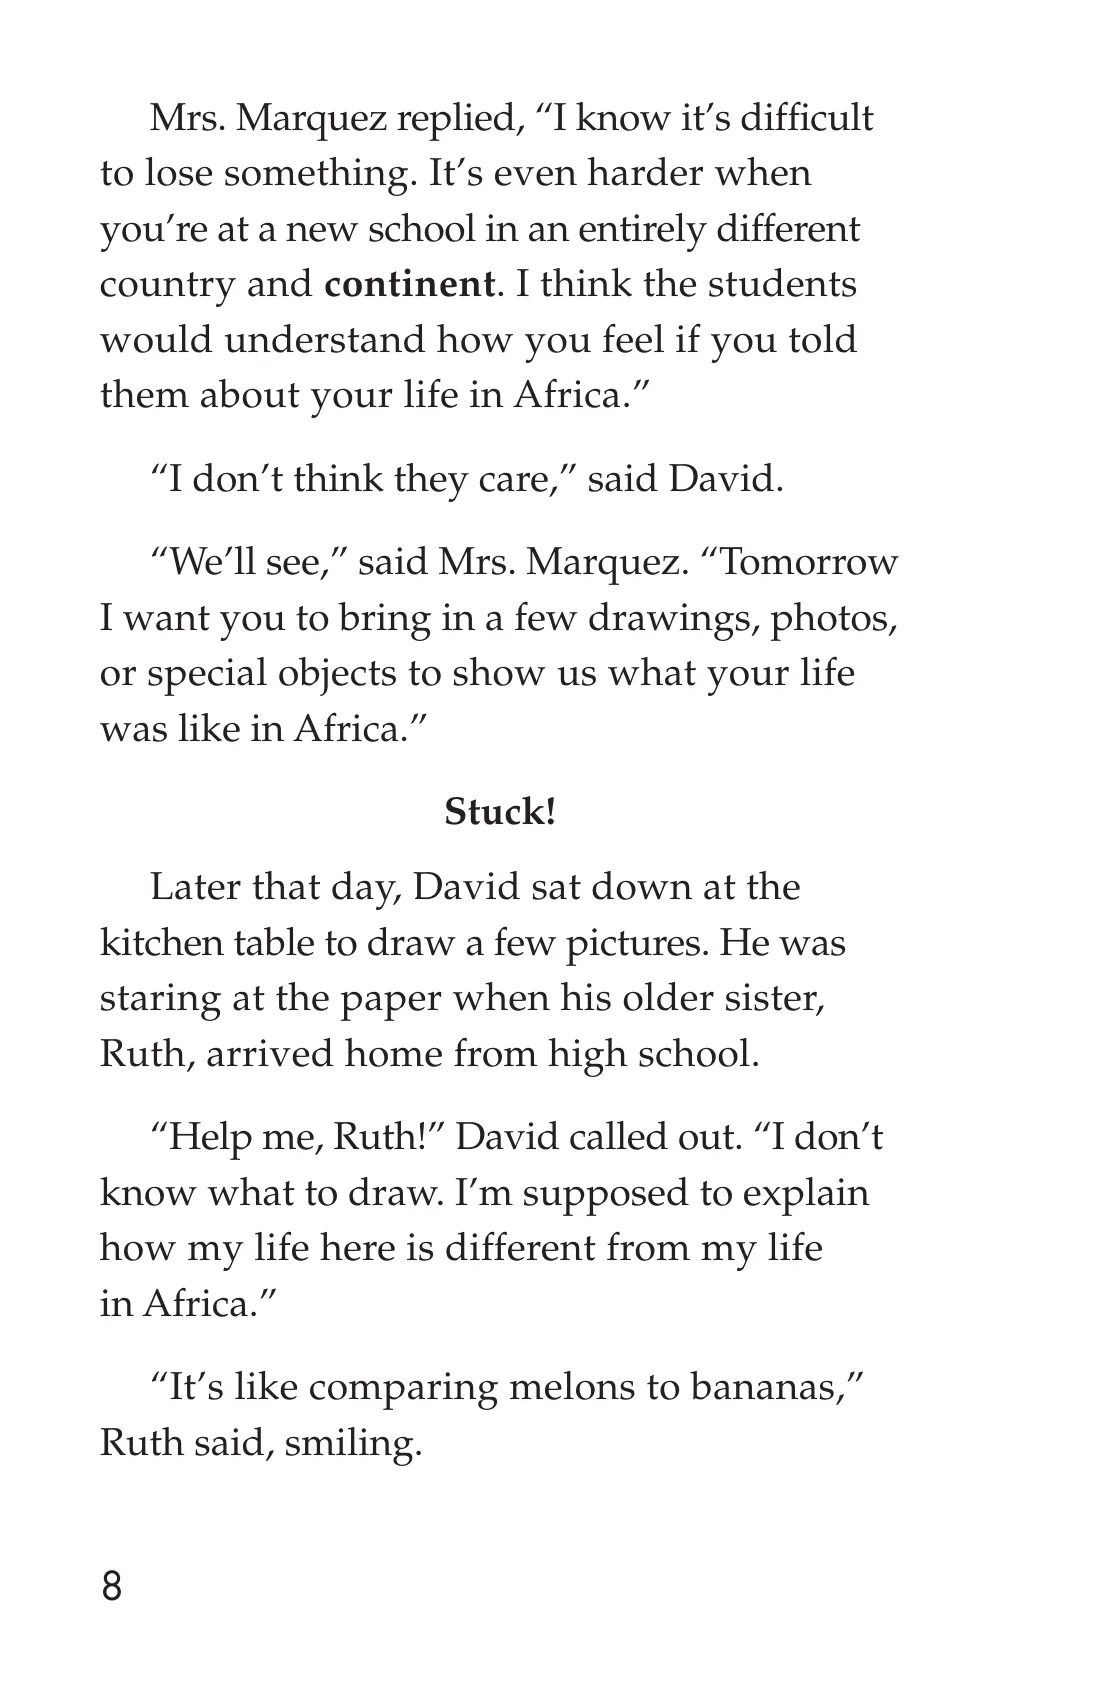 Mrs. Marquez replied, “I know it’s difficult
to lose something. It’s even harder when
you’re at a new school in an entirely different
country and continent. I think the students
would understand how you feel if you told
them about your life in Africa.”
“I don’t think they care,” said David.
“We’ll see,” said Mrs. Marquez. “Tomorrow
I want you to bring in a few drawings, photos,
or special objects to show us what your life
was like in Africa.”
Stuck!
Later that day, David sat down at the
kitchen table to draw a few pictures. He was
staring at the paper when his older sister,
Ruth, arrived home from high school.
“Help me, Ruth!” David called out. “I don’t
know what to draw. I’m supposed to explain
how my life here is different from my life
in Africa.”
“It’s like comparing melons to bananas,”
Ruth said, smiling.
8